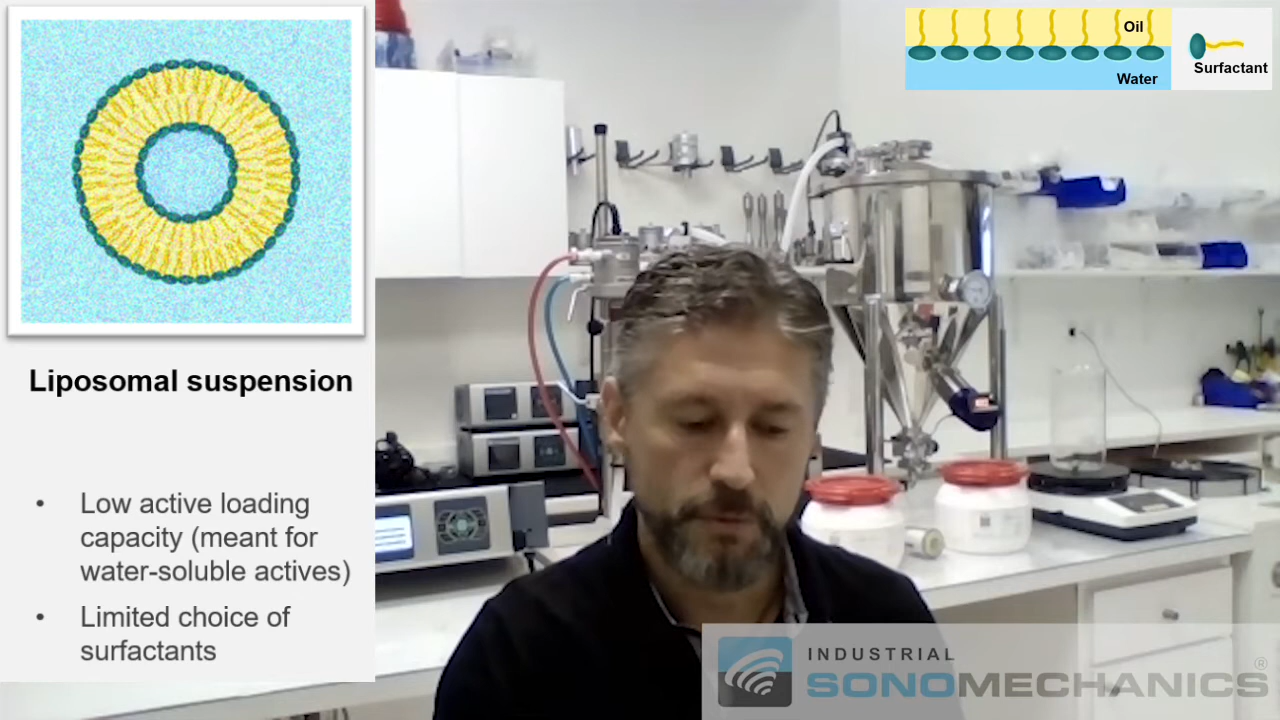 Oil
Water
Surfactant
Liposomal suspension
• Low active loading
capacity (meant for
water-soluble actives)
• Limited choice of
surfactants
INDUSTRIAL
SONOMECHANICS®